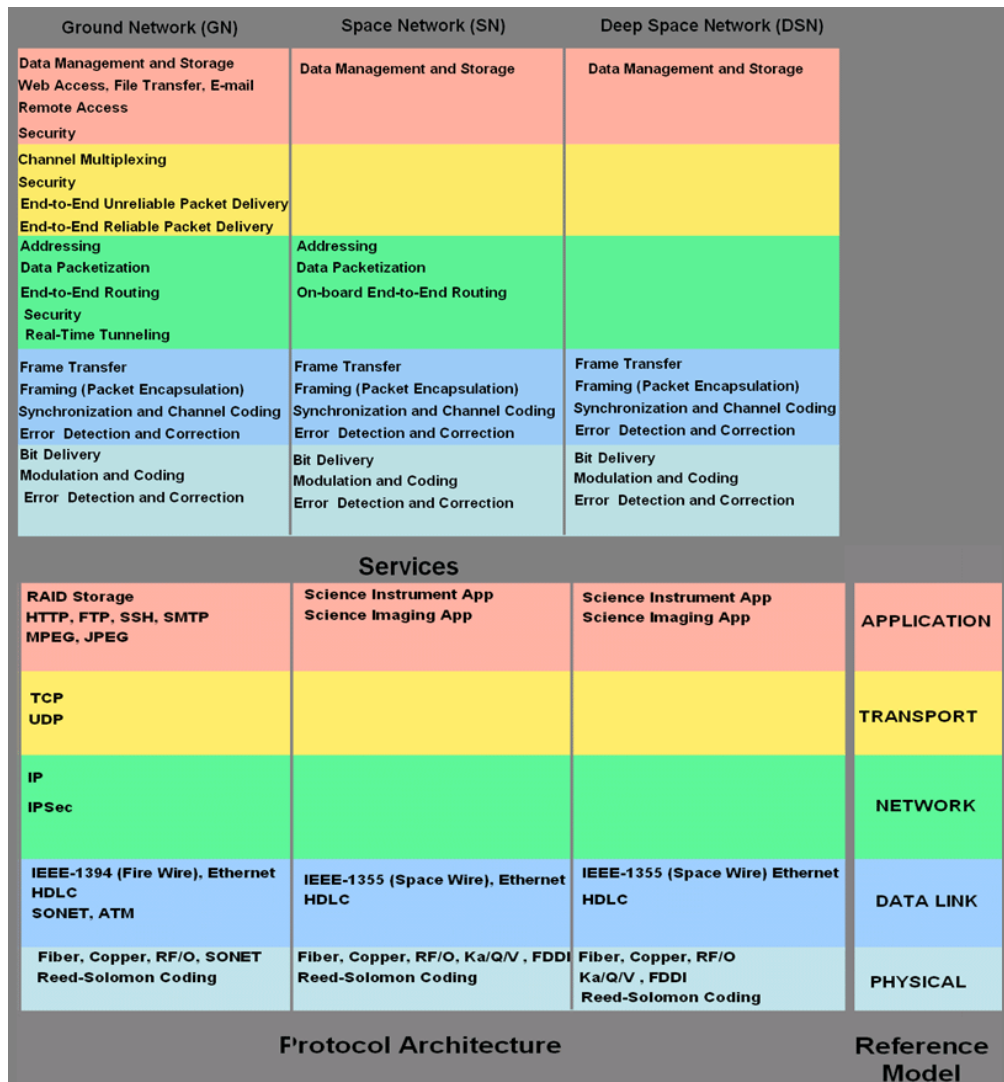 Ground Network (GN)
Space Network (SN)
Deep Space Network (DSN)
Data Management and Storage
Web Access, File Transfer, E-mail
Remote Access
Security
Data Management and Storage
Data Management and Storage
Channel Multiplexing
Security
End-to-End Unreliable Packet Delivery
End-to-End Reliable Packet Delivery
Addressing
Data Packetization
End-to-End Routing
Security
Real-Time Tunneling
Addressing
Data Packetization
On-board End-to-End Routing
Frame Transfer
Framing (Packet Encapsulation)
Synchronization and Channel Coding
Error Detection and Correction
Frame Transfer
Framing (Packet Encapsulation)
Synchronization and Channel Coding
Error Detection and Correction
Frame Transfer
Framing (Packet Encapsulation)
Synchronization and Channel Coding
Error Detection and Correction
Bit Delivery
Modulation and Coding
Error Detection and Correction
Bit Delivery
Modulation and Coding
Error Detection and Correction
Bit Delivery
Modulation and Coding
Error Detection and Correction
Services
RAID Storage
HTTP, FTP, SSH, SMTP
MPEG, JPEG
Science Instrument App
Science Imaging App
Science Instrument App
Science Imaging App
APPLICATION
TCP
UDP
TRANSPORT
IP
IPSec
NETWORK
IEEE-1394 (Fire Wire), Ethernet
HDLC
SONET, ATM
IEEE-1355 (Space Wire), Ethernet
HDLC
IEEE-1355 (Space Wire) Ethernet
HDLC
DATA LINK
Fiber, Copper, RF/O, SONET
Reed-Solomon Coding
Fiber, Copper, RF/O, Ka/Q/V , FDDI
Reed-Solomon Coding
Fiber, Copper, RF/O
Ka/Q/V , FDDI
Reed-Solomon Coding
PHYSICAL
Protocol Architecture
Reference
Model